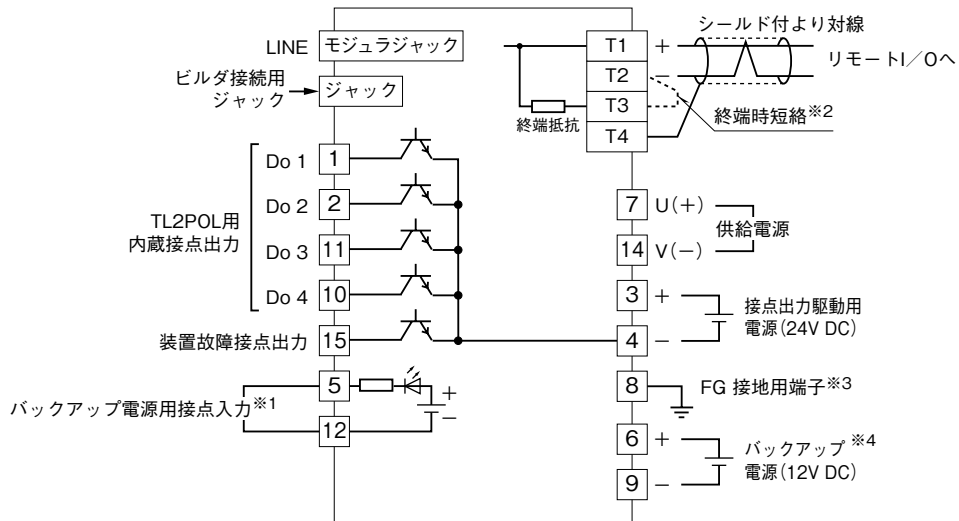 LINE
モジュラジャック
ビルダ接続用
ジャック
ジャック
Do 1
1
Do 2
2
Do 3
11
Do 4
10
TL2POL用
内蔵接点出力
装置故障接点出力
15
バックアップ電源用接点入力※1
5
12
+
−
T1
T2
T3
T4
終端抵抗
+
−
シールド付より対線
リモートI/Oへ
終端時短絡※2
7
U(+)
14
V(−)
供給電源
3
+
4
−
接点出力駆動用
電源(24V DC)
8
FG 接地用端子※3
6
+
9
−
バックアップ ※4
電源(12V DC)